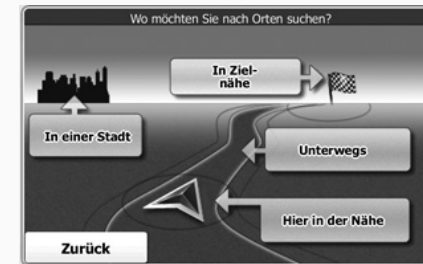 Wo möchten Sie nach Orten suchen?
In Ziel-
nähe
In einer Stadt
Unterwegs
Hier in der Nähe
Zurück